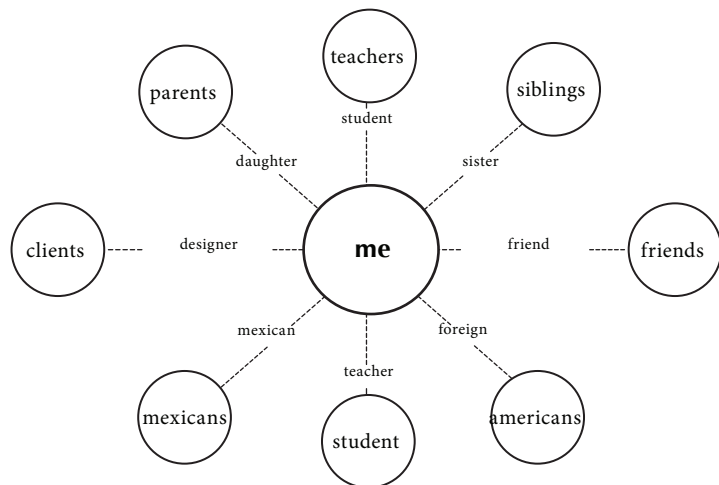 teachers
parents
siblings
student
daughter
sister
clients
designer
me
friend
friends
mexican
foreign
teacher
mexicans
student
americans